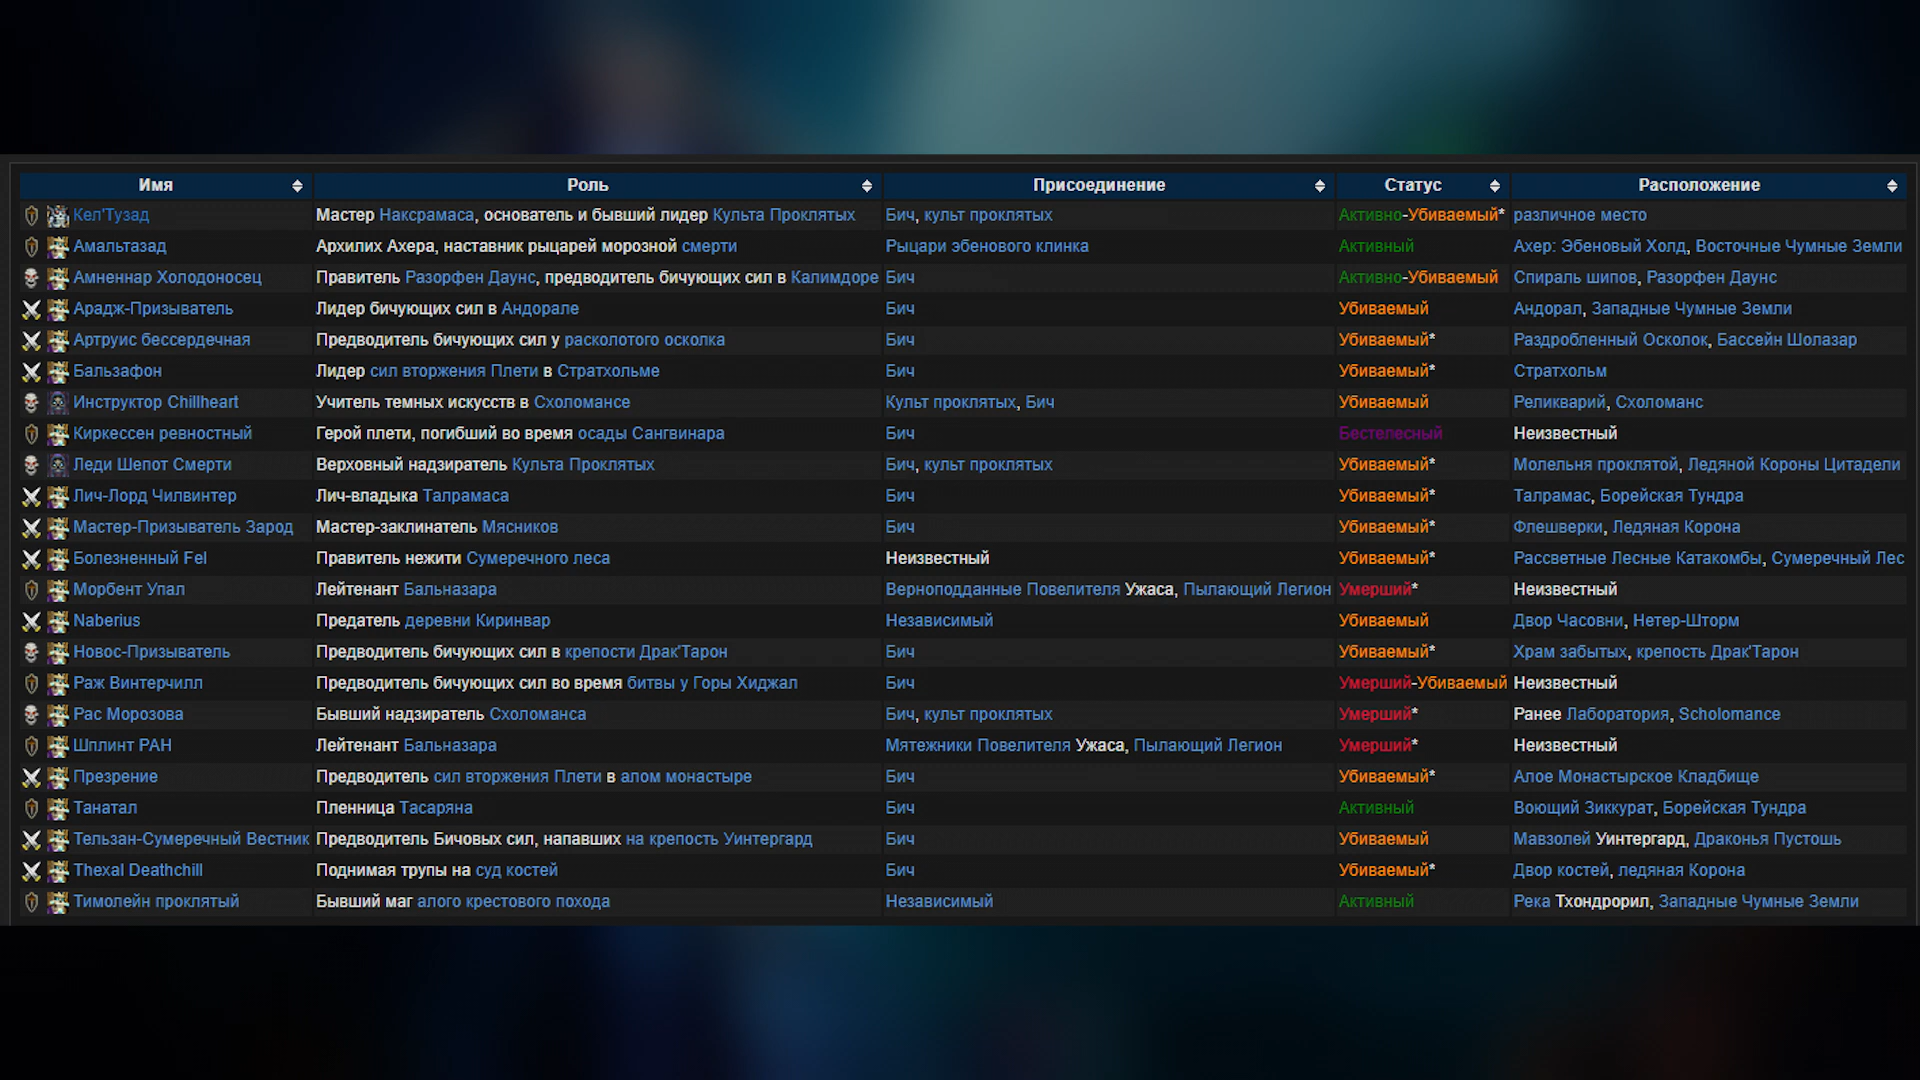 Имя Роль Присоединение Статус Расположение
Кел'Тузад Мастер Наксрамаса, основатель и бывший лидер Культа Проклятых Бич, культ проклятых Активно-Убиваемый* различное место
Амальтазад Архилих Ахера, наставник рыцарей морозной смерти Рыцари эбенового клинка Активный Ахер: Эбеновый Холд, Восточные Чумные Земли
Амненнар Холодоносец Правитель Разорфен Даунс, предводитель бичующих сил в Калимдоре Бич Активно-Убиваемый Спираль шипов, Разорфен Даунс
Арадж-Призыватель Лидер бичующих сил в Андорале Бич Убиваемый Андорал, Западные Чумные Земли
Артруис бессердечная Предводитель бичующих сил у расколотого осколка Бич Убиваемый* Раздробленный Осколок, Бассейн Шолазар
Бальзафон Лидер сил вторжения Плети в Стратхольме Бич Убиваемый* Стратхольм
Инструктор Chillheart Учитель темных искусств в Схоломансе Культ проклятых, Бич Убиваемый Реликварий, Схоломанс
Киркессен ревностный Герой плети, погибший во время осады Сангвинара Бич Бестелесный Неизвестный
Леди Шепот Смерти Верховный надзиратель Культа Проклятых Бич, культ проклятых Убиваемый* Молельня проклятой, Ледяной Короны Цитадели
Лич-Лорд Чилвинтер Лич-владыка Талрамаса Бич Убиваемый* Талрамас, Борейская Тундра
Мастер-Призыватель Зарод Мастер-заклинатель Мясников Бич Убиваемый* Флешверки, Ледяная Корона
Болезненный Fel Правитель нежити Сумеречного леса Неизвестный Убиваемый* Рассветные Лесные Катакомбы, Сумеречный Лес
Морбент Упал Лейтенант Бальназара Верноподданные Повелителя Ужаса, Пылающий Легион Умерший* Неизвестный
Naberius Предатель деревни Киринвар Независимый Убиваемый Двор Часовни, Нетер-Шторм
Новос-Призыватель Предводитель бичующих сил в крепости Драк'Тарон Бич Убиваемый* Храм забытых, крепость Драк'Тарон
Раж Винтерчилл Предводитель бичующих сил во время битвы у Горы Хиджал Бич Умерший-Убиваемый Неизвестный
Рас Морозова Бывший надзиратель Схоломанса Бич, культ проклятых Умерший* Ранее Лаборатория, Scholomance
Шплинт РАН Лейтенант Бальназара Мятежники Повелителя Ужаса, Пылающий Легион Умерший* Неизвестный
Презрение Предводитель сил вторжения Плети в алом монастыре Бич Убиваемый* Алое Монастырское Кладбище
Танатал Пленница Тасаряна Бич Активный Воющий Зиккурат, Борейская Тундра
Тельзан-Сумеречный Вестник Предводитель Бичовых сил, напавших на крепость Уинтергард Бич Убиваемый Мавзолей Уинтергард, Драконья Пустошь
Thexal Deathchill Поднимая трупы на суд костей Бич Убиваемый* Двор костей, ледяная Корона
Тимолейн проклятый Бывший маг алого крестового похода Независимый Активный Река Тхондрорил, Западные Чумные Земли